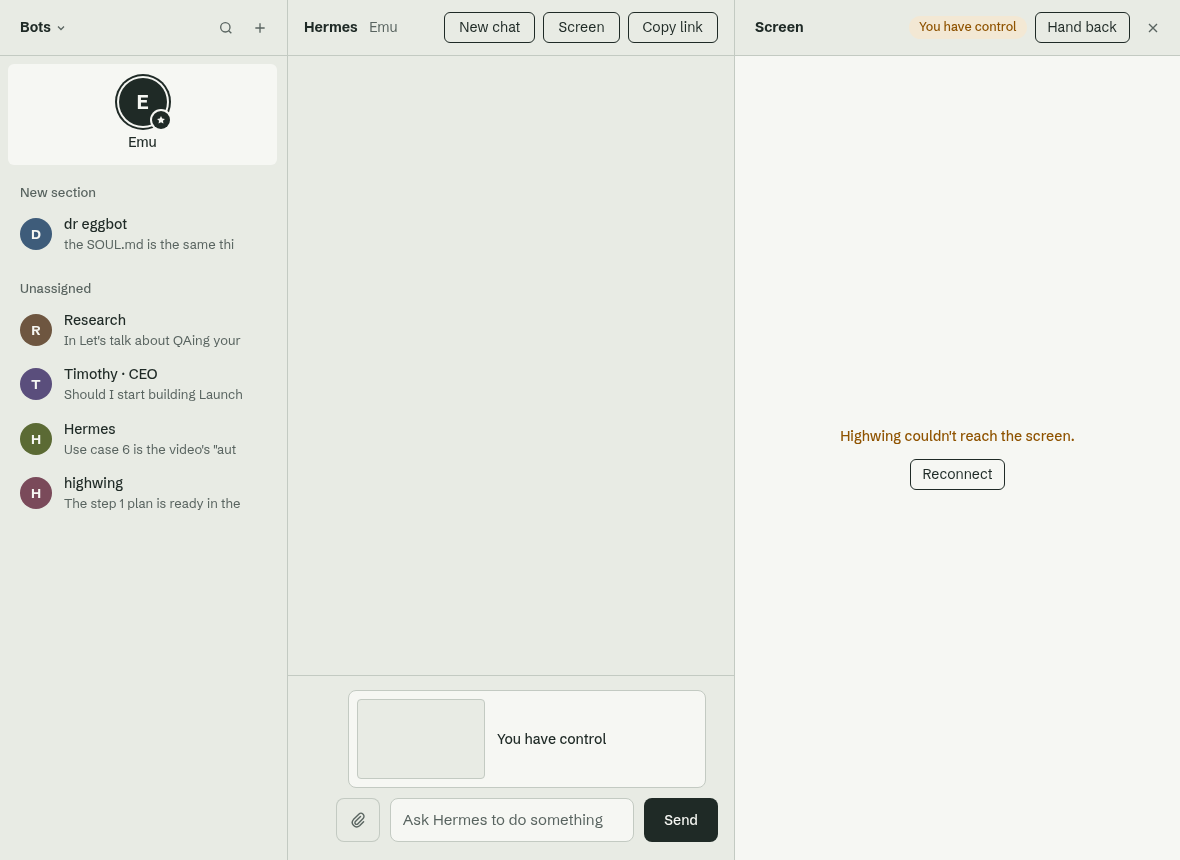 Bots
E
Emu
New section
D
dr eggbot
the SOUL.md is the same thi
Unassigned
R
Research
In Let's talk about QAing your
T
Timothy · CEO
Should I start building Launch
H
Hermes
Use case 6 is the video's "aut
H
highwing
The step 1 plan is ready in the
Hermes Emu
New chat
Screen
Copy link
You have control
Ask Hermes to do something
Send
Screen
You have control
Hand back
Highwing couldn't reach the screen.
Reconnect